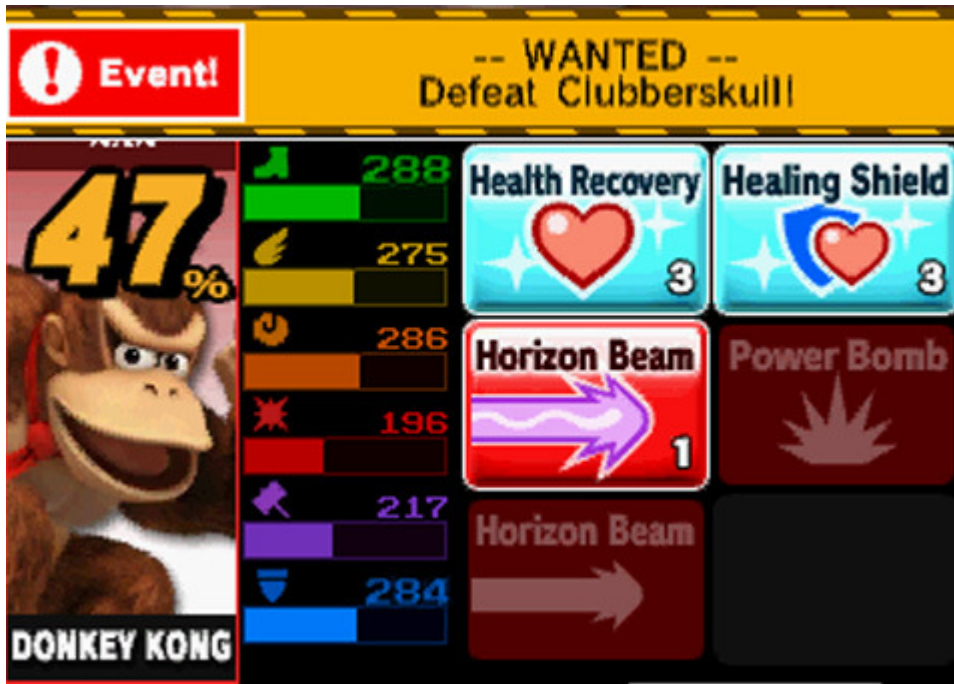 Event!
-- WANTED --
Defeat Clubberskull!
47%
DONKEY KONG
288
275
286
196
217
284
Health Recovery
3
Healing Shield
3
Horizon Beam
1
Power Bomb
Horizon Beam